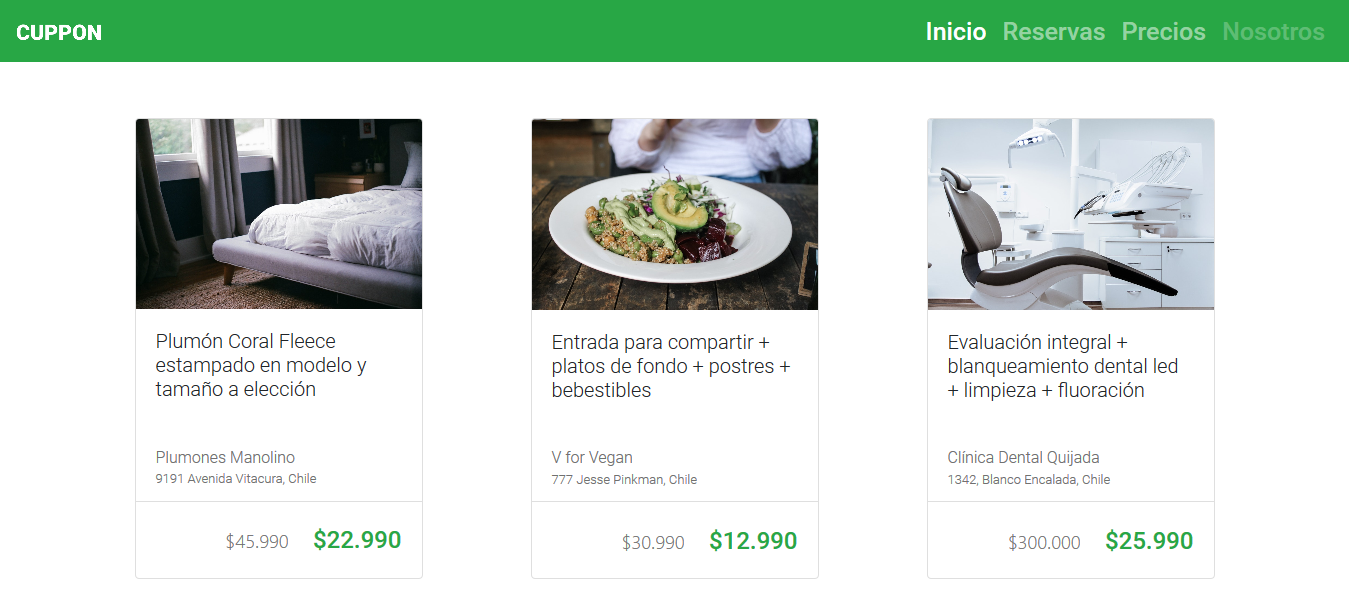 CUPPON
Inicio Reservas Precios Nosotros
Plumón Coral Fleece
estampado en modelo y
tamaño a elección
Plumones Manolino
9191 Avenida Vitacura, Chile
$45.990 $22.990
Entrada para compartir +
platos de fondo + postres +
bebestibles
V for Vegan
777 Jesse Pinkman, Chile
$30.990 $12.990
Evaluación integral +
blanqueamiento dental led
+ limpieza + fluoración
Clínica Dental Quijada
1342, Blanco Encalada, Chile
$300.000 $25.990